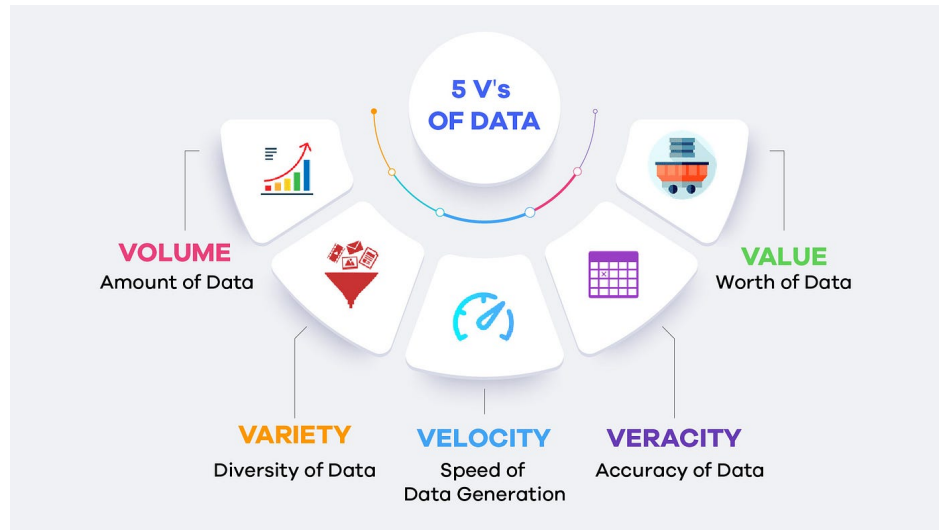 5 V's
OF DATA
VOLUME
Amount of Data
VARIETY
Diversity of Data
VELOCITY
Speed of
Data Generation
VERACITY
Accuracy of Data
VALUE
Worth of Data